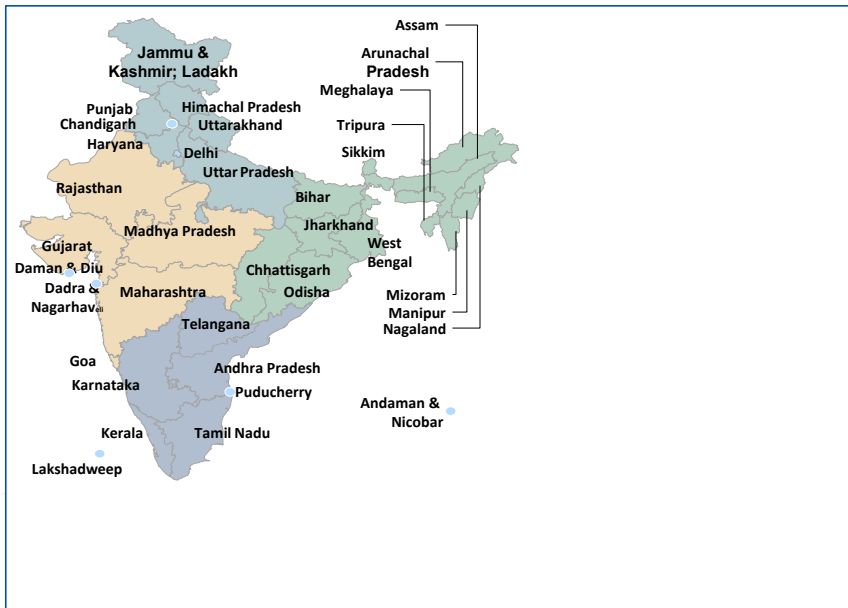 Assam
Jammu &
Kashmir; Ladakh
Arunachal
Pradesh
Meghalaya
Punjab
Himachal Pradesh
Chandigarh
Uttarakhand
Tripura
Haryana
Delhi
Sikkim
Uttar Pradesh
Rajasthan
Bihar
Jharkhand
Madhya Pradesh
West
Bengal
Gujarat
Daman & Diu
Chhattisgarh
Dadra &
Nagarhaveli
Maharashtra
Odisha
Mizoram
Manipur
Nagaland
Telangana
Goa
Andhra Pradesh
Karnataka
Puducherry
Andaman &
Nicobar
Kerala
Tamil Nadu
Lakshadweep